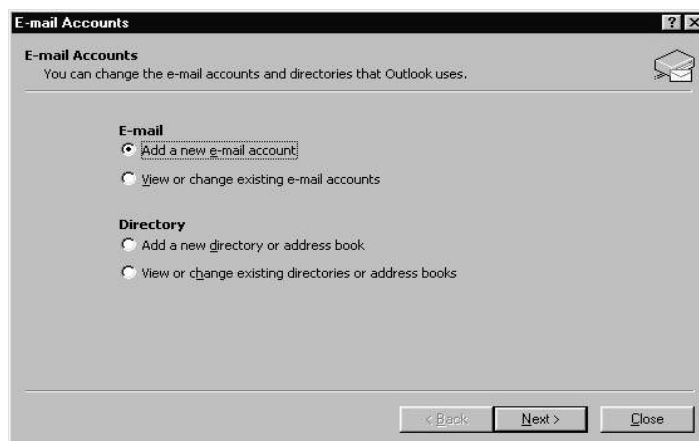 E-mail Accounts
E-mail Accounts
You can change the e-mail accounts and directories that Outlook uses.
E-mail
Add a new e-mail account
View or change existing e-mail accounts
Directory
Add a new directory or address book
View or change existing directories or address books
< Back Next > Close